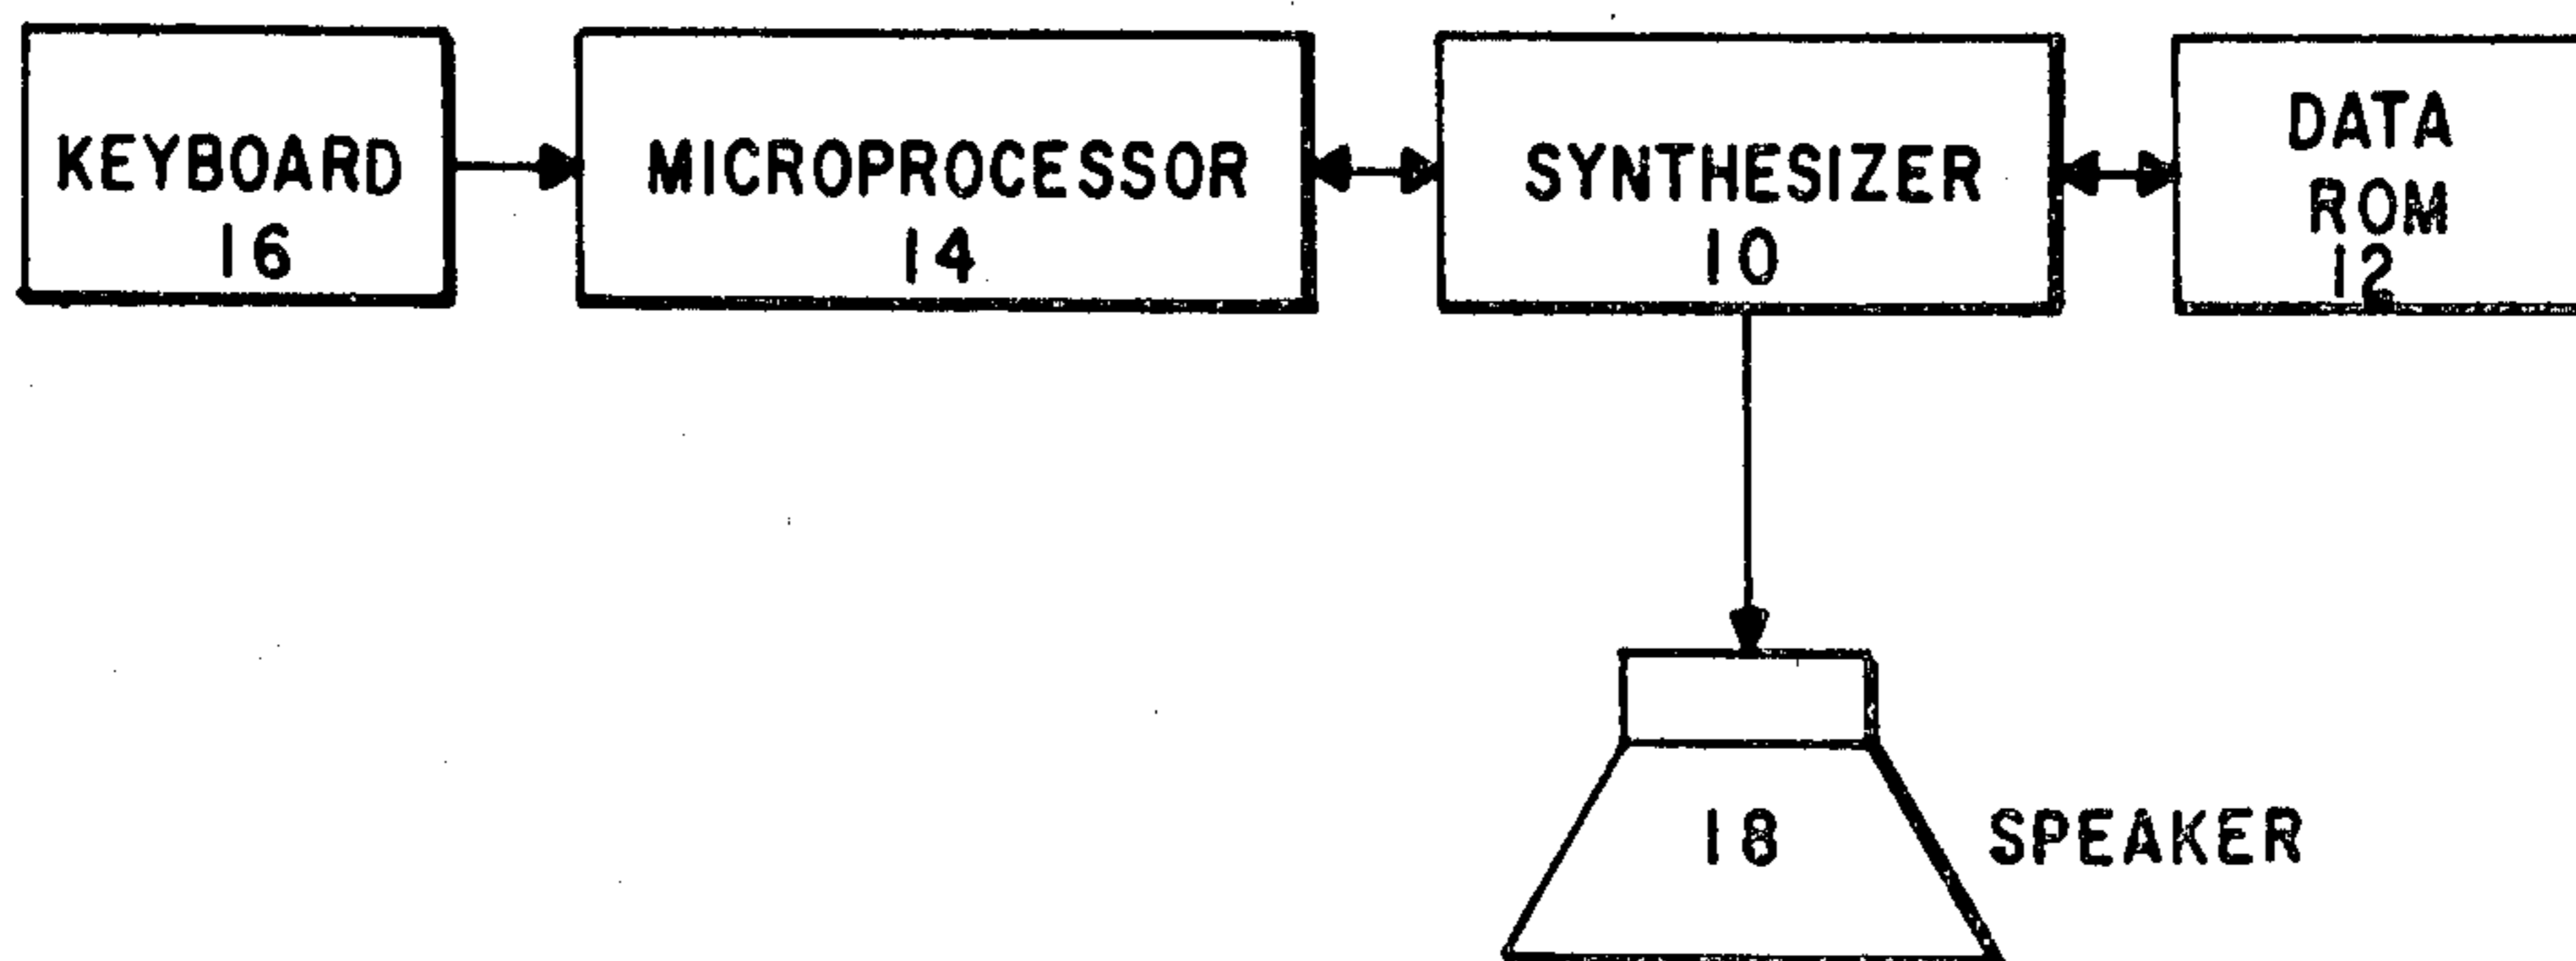 KEYBOARD
16
MICROPROCESSOR
14
SYNTHESIZER
10
DATA
ROM
12
18
SPEAKER